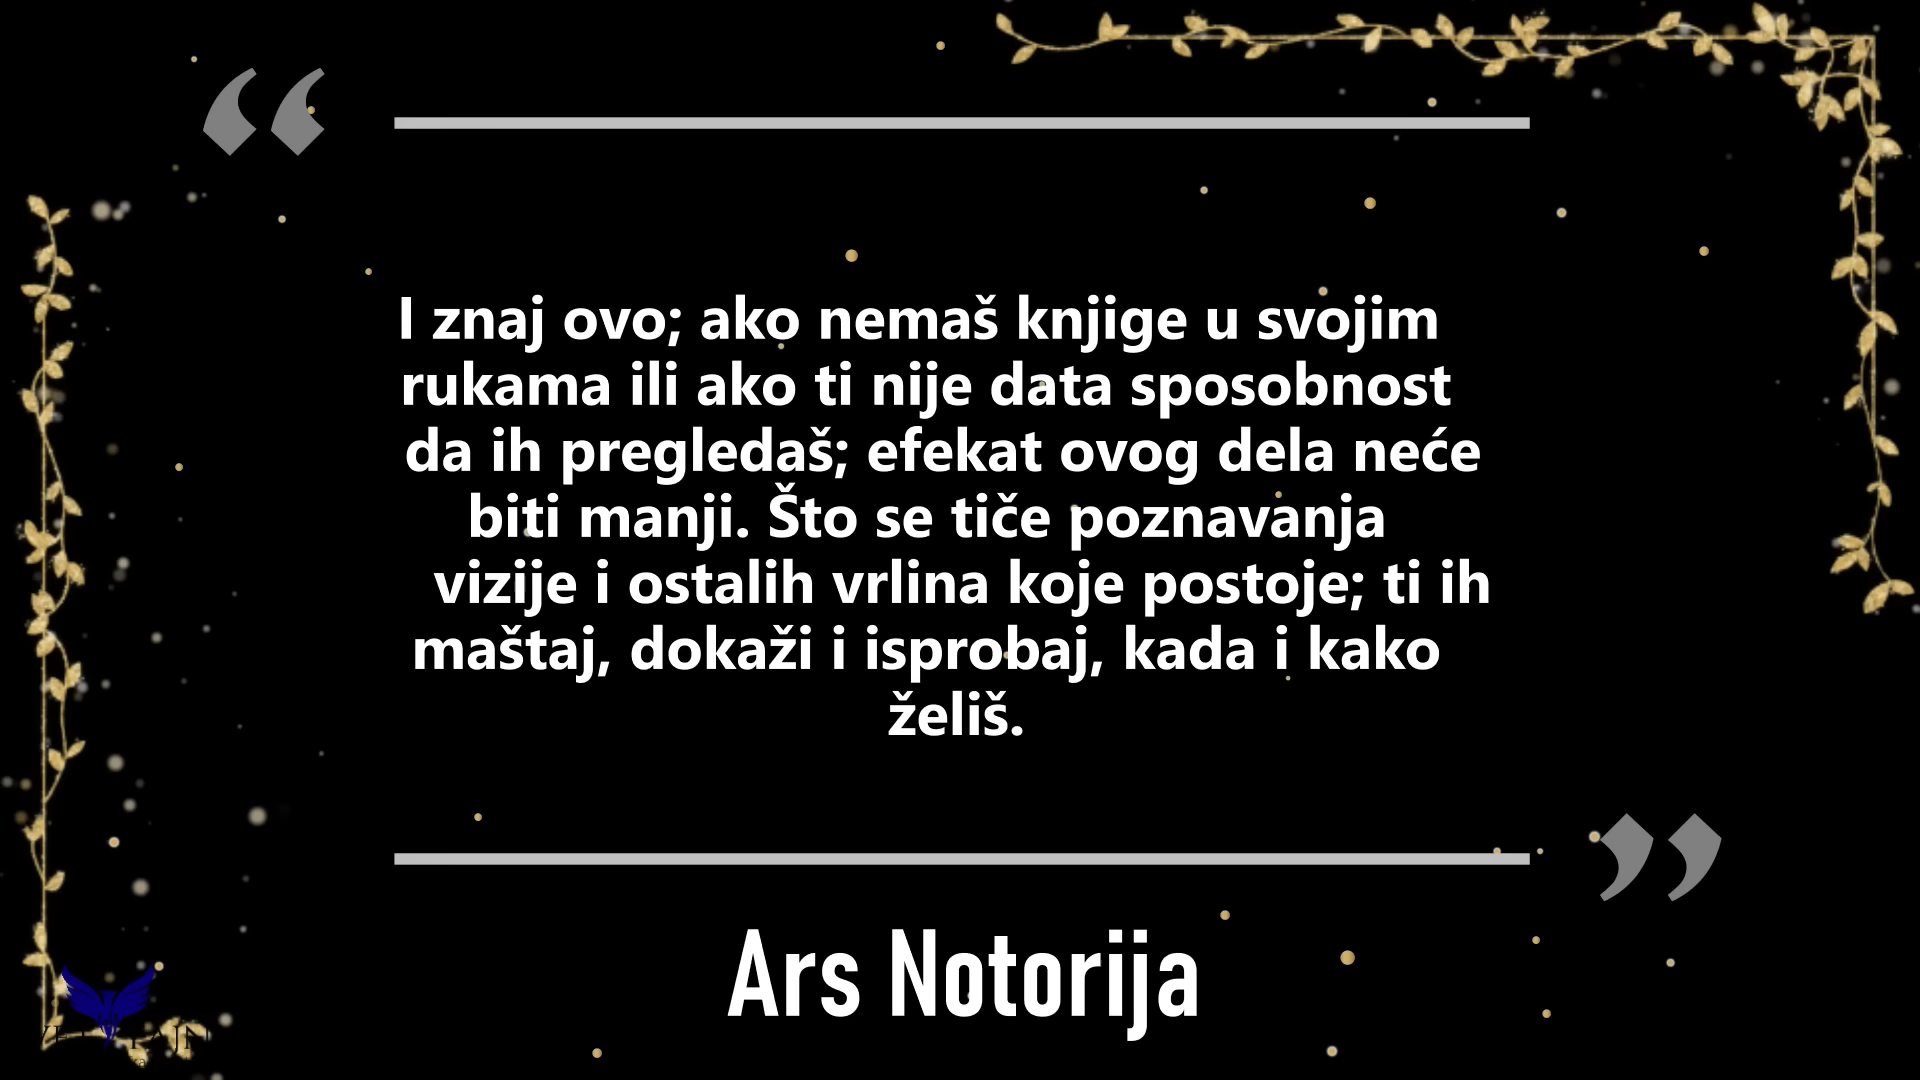 “
I znaj ovo; ako nemaš knjige u svojim
rukama ili ako ti nije data sposobnost
da ih pregledaš; efekat ovog dela neće
biti manji. Što se tiče poznavanja
vizije i ostalih vrlina koje postoje; ti ih
maštaj, dokaži i isprobaj, kada i kako
želiš.
”
Ars Notorija